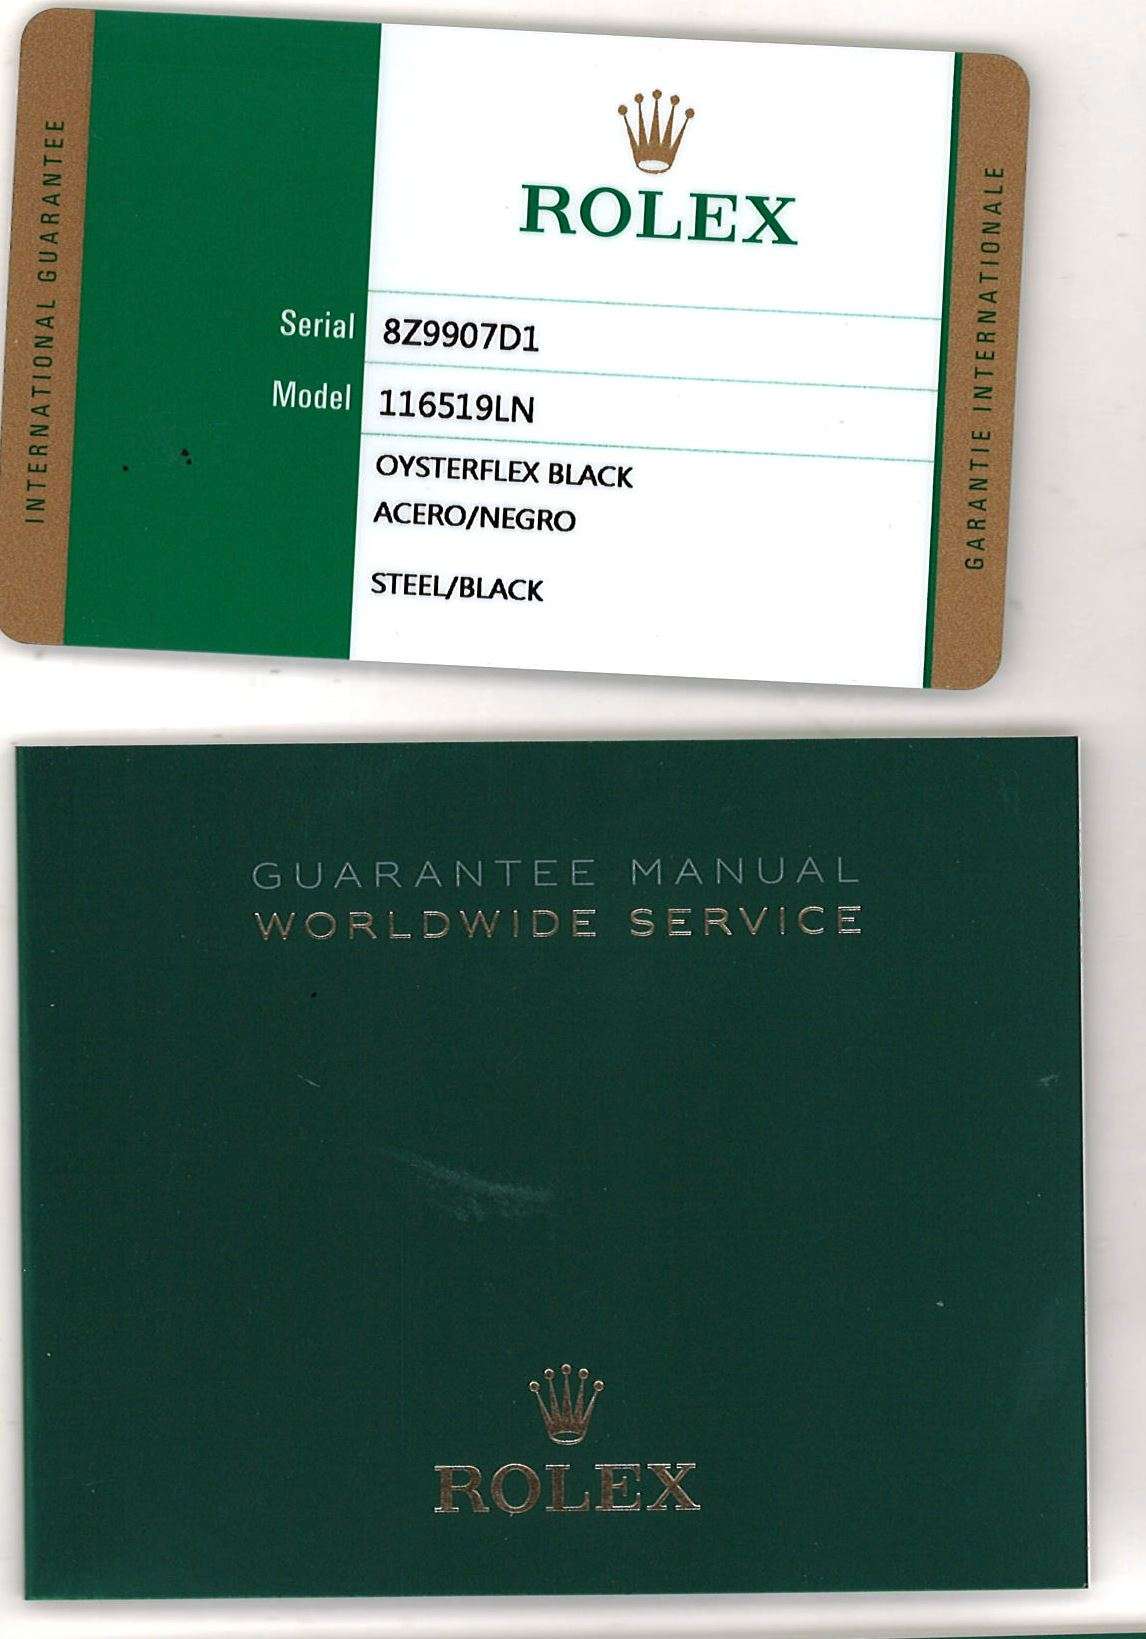 INTERNATIONAL GUARANTEE
ROLEX
Serial 8Z9907D1
Model 116519LN
OYSTERFLEX BLACK
ACERO/NEGRO
STEEL/BLACK
GARANTIE INTERNATIONALE
GUARANTEE MANUAL
WORLDWIDE SERVICE
ROLEX